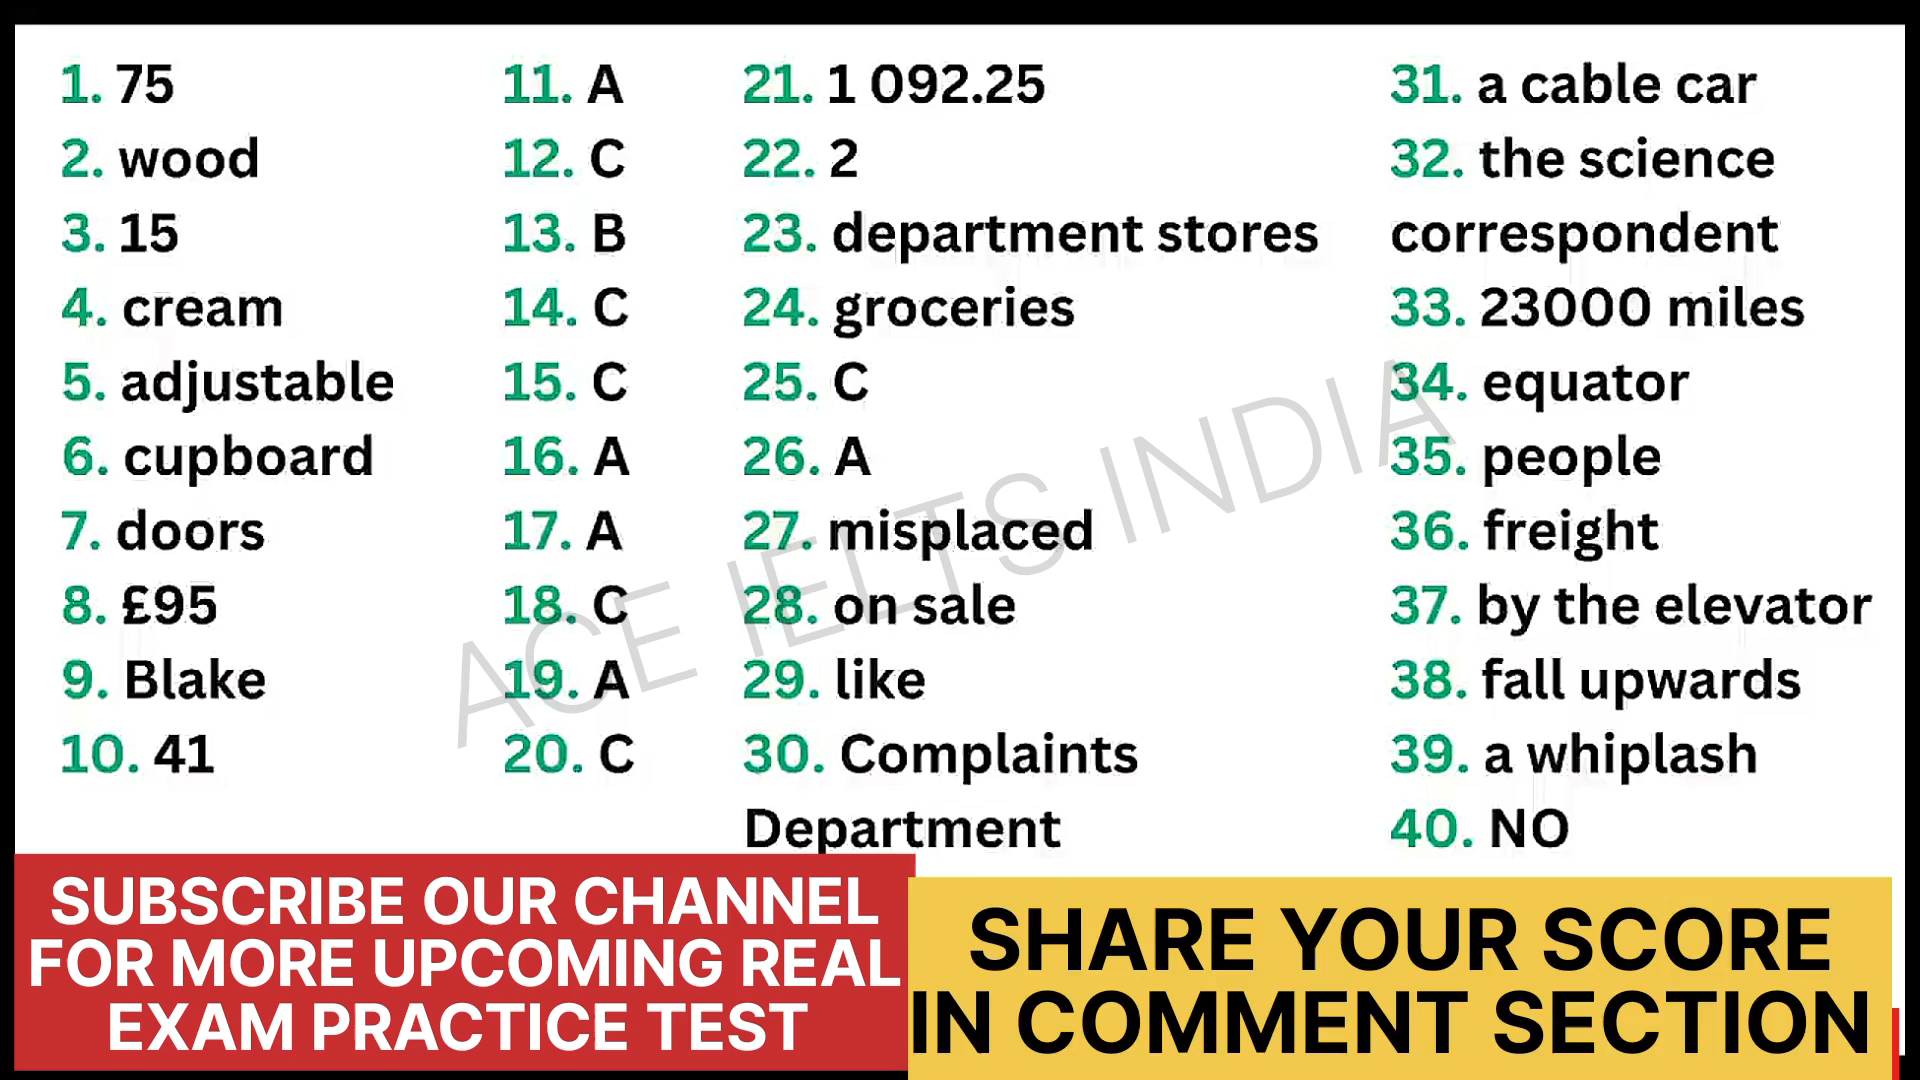 1. 75
2. wood
3. 15
4. cream
5. adjustable
6. cupboard
7. doors
8. £95
9. Blake
10. 41
11. A
12. C
13. B
14. C
15. C
16. A
17. A
18. C
19. A
20. C
21. 1 092.25
22. 2
23. department stores
24. groceries
25. C
26. A
27. misplaced
28. on sale
29. like
30. Complaints
Department
31. a cable car
32. the science
correspondent
33. 23000 miles
34. equator
35. people
36. freight
37. by the elevator
38. fall upwards
39. a whiplash
40. NO
ACE IELTS INDIA
SUBSCRIBE OUR CHANNEL
FOR MORE UPCOMING REAL
EXAM PRACTICE TEST
SHARE YOUR SCORE
IN COMMENT SECTION